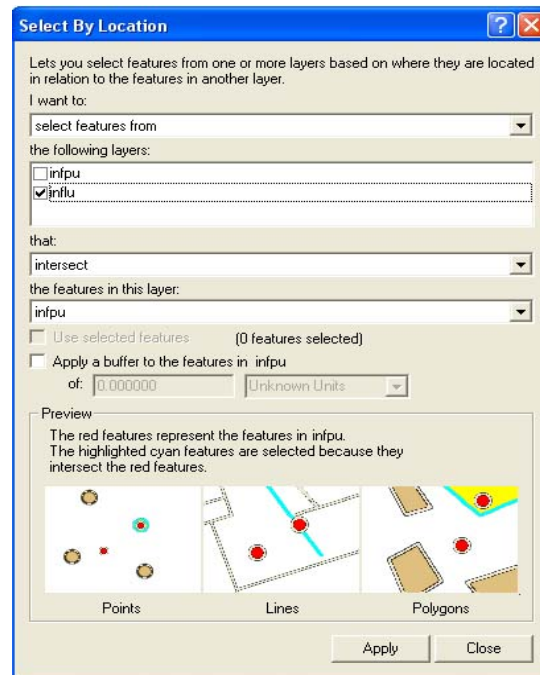 Select By Location
Lets you select features from one or more layers based on where they are located
in relation to the features in another layer.
I want to:
select features from
the following layers:
infpu
influ
that:
intersect
the features in this layer:
infpu
Use selected features (0 features selected)
Apply a buffer to the features in infpu
of: 0.000000 Unknown Units
Preview
The red features represent the features in infpu.
The highlighted cyan features are selected because they
intersect the red features.
Points Lines Polygons
Apply Close